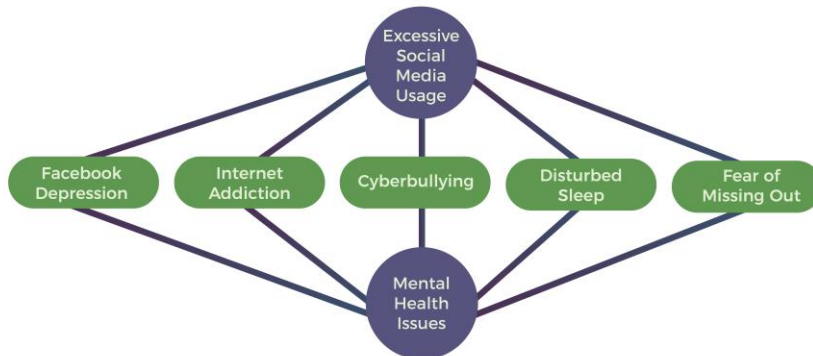 Excessive
Social
Media
Usage
Facebook
Depression
Internet
Addiction
Cyberbullying
Disturbed
Sleep
Fear of
Missing Out
Mental
Health
Issues